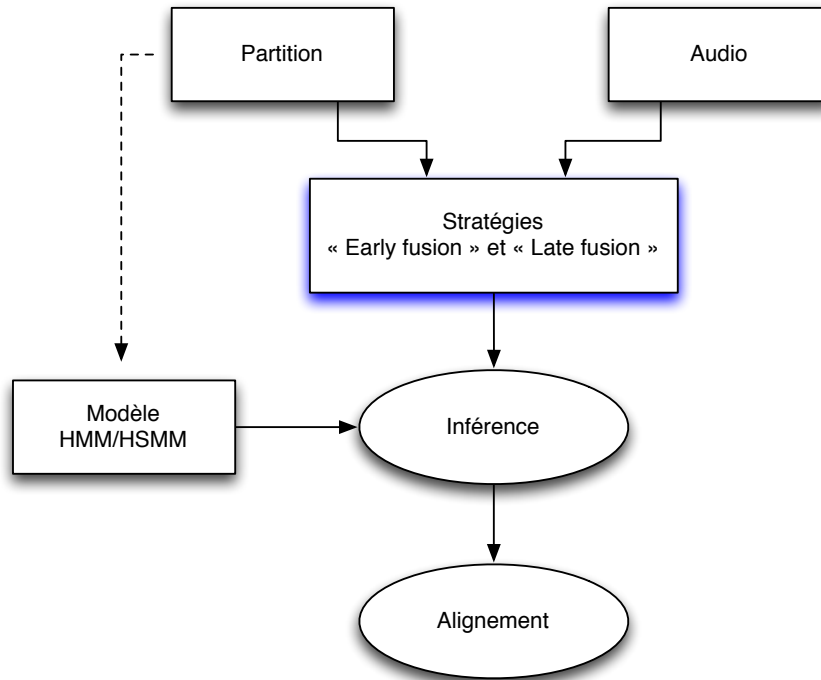 Partition
Audio
Stratégies
« Early fusion » et « Late fusion »
Modèle
HMM/HSMM
Inférence
Alignement